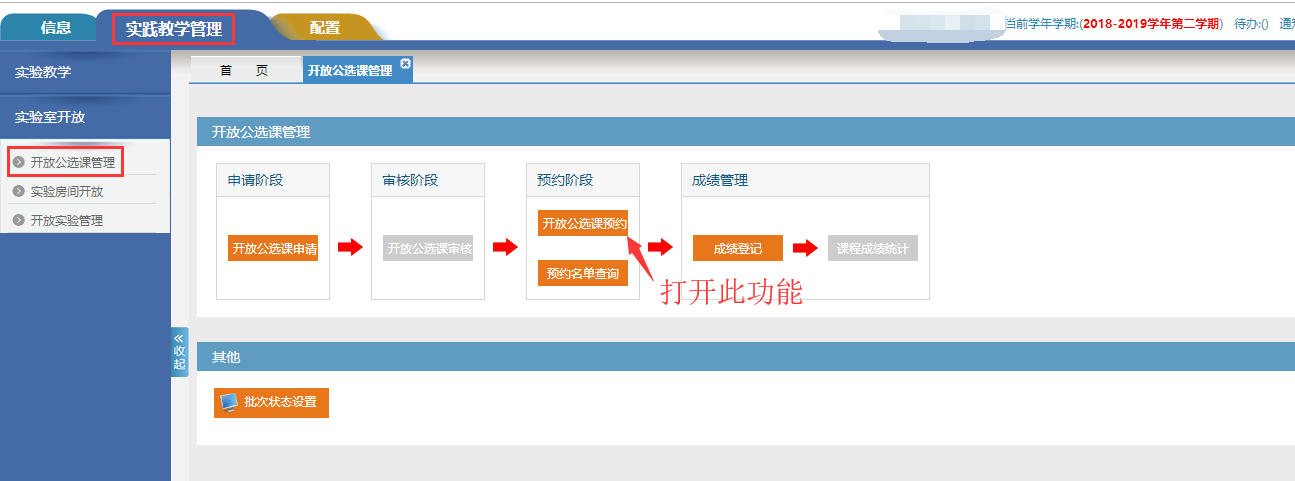 信息 实践教学管理 配置 当前学年学期:(2018-2019学年第二学期) 待办:() 通知
实验教学
实验室开放
开放公选课管理
实验房间开放
开放实验管理
收起
首 页 开放公选课管理
开放公选课管理
申请阶段 审核阶段 预约阶段 成绩管理
开放公选课申请 开放公选课审核 开放公选课预约 成绩登记 课程成绩统计
预约名单查询
打开此功能
其他
批次状态设置